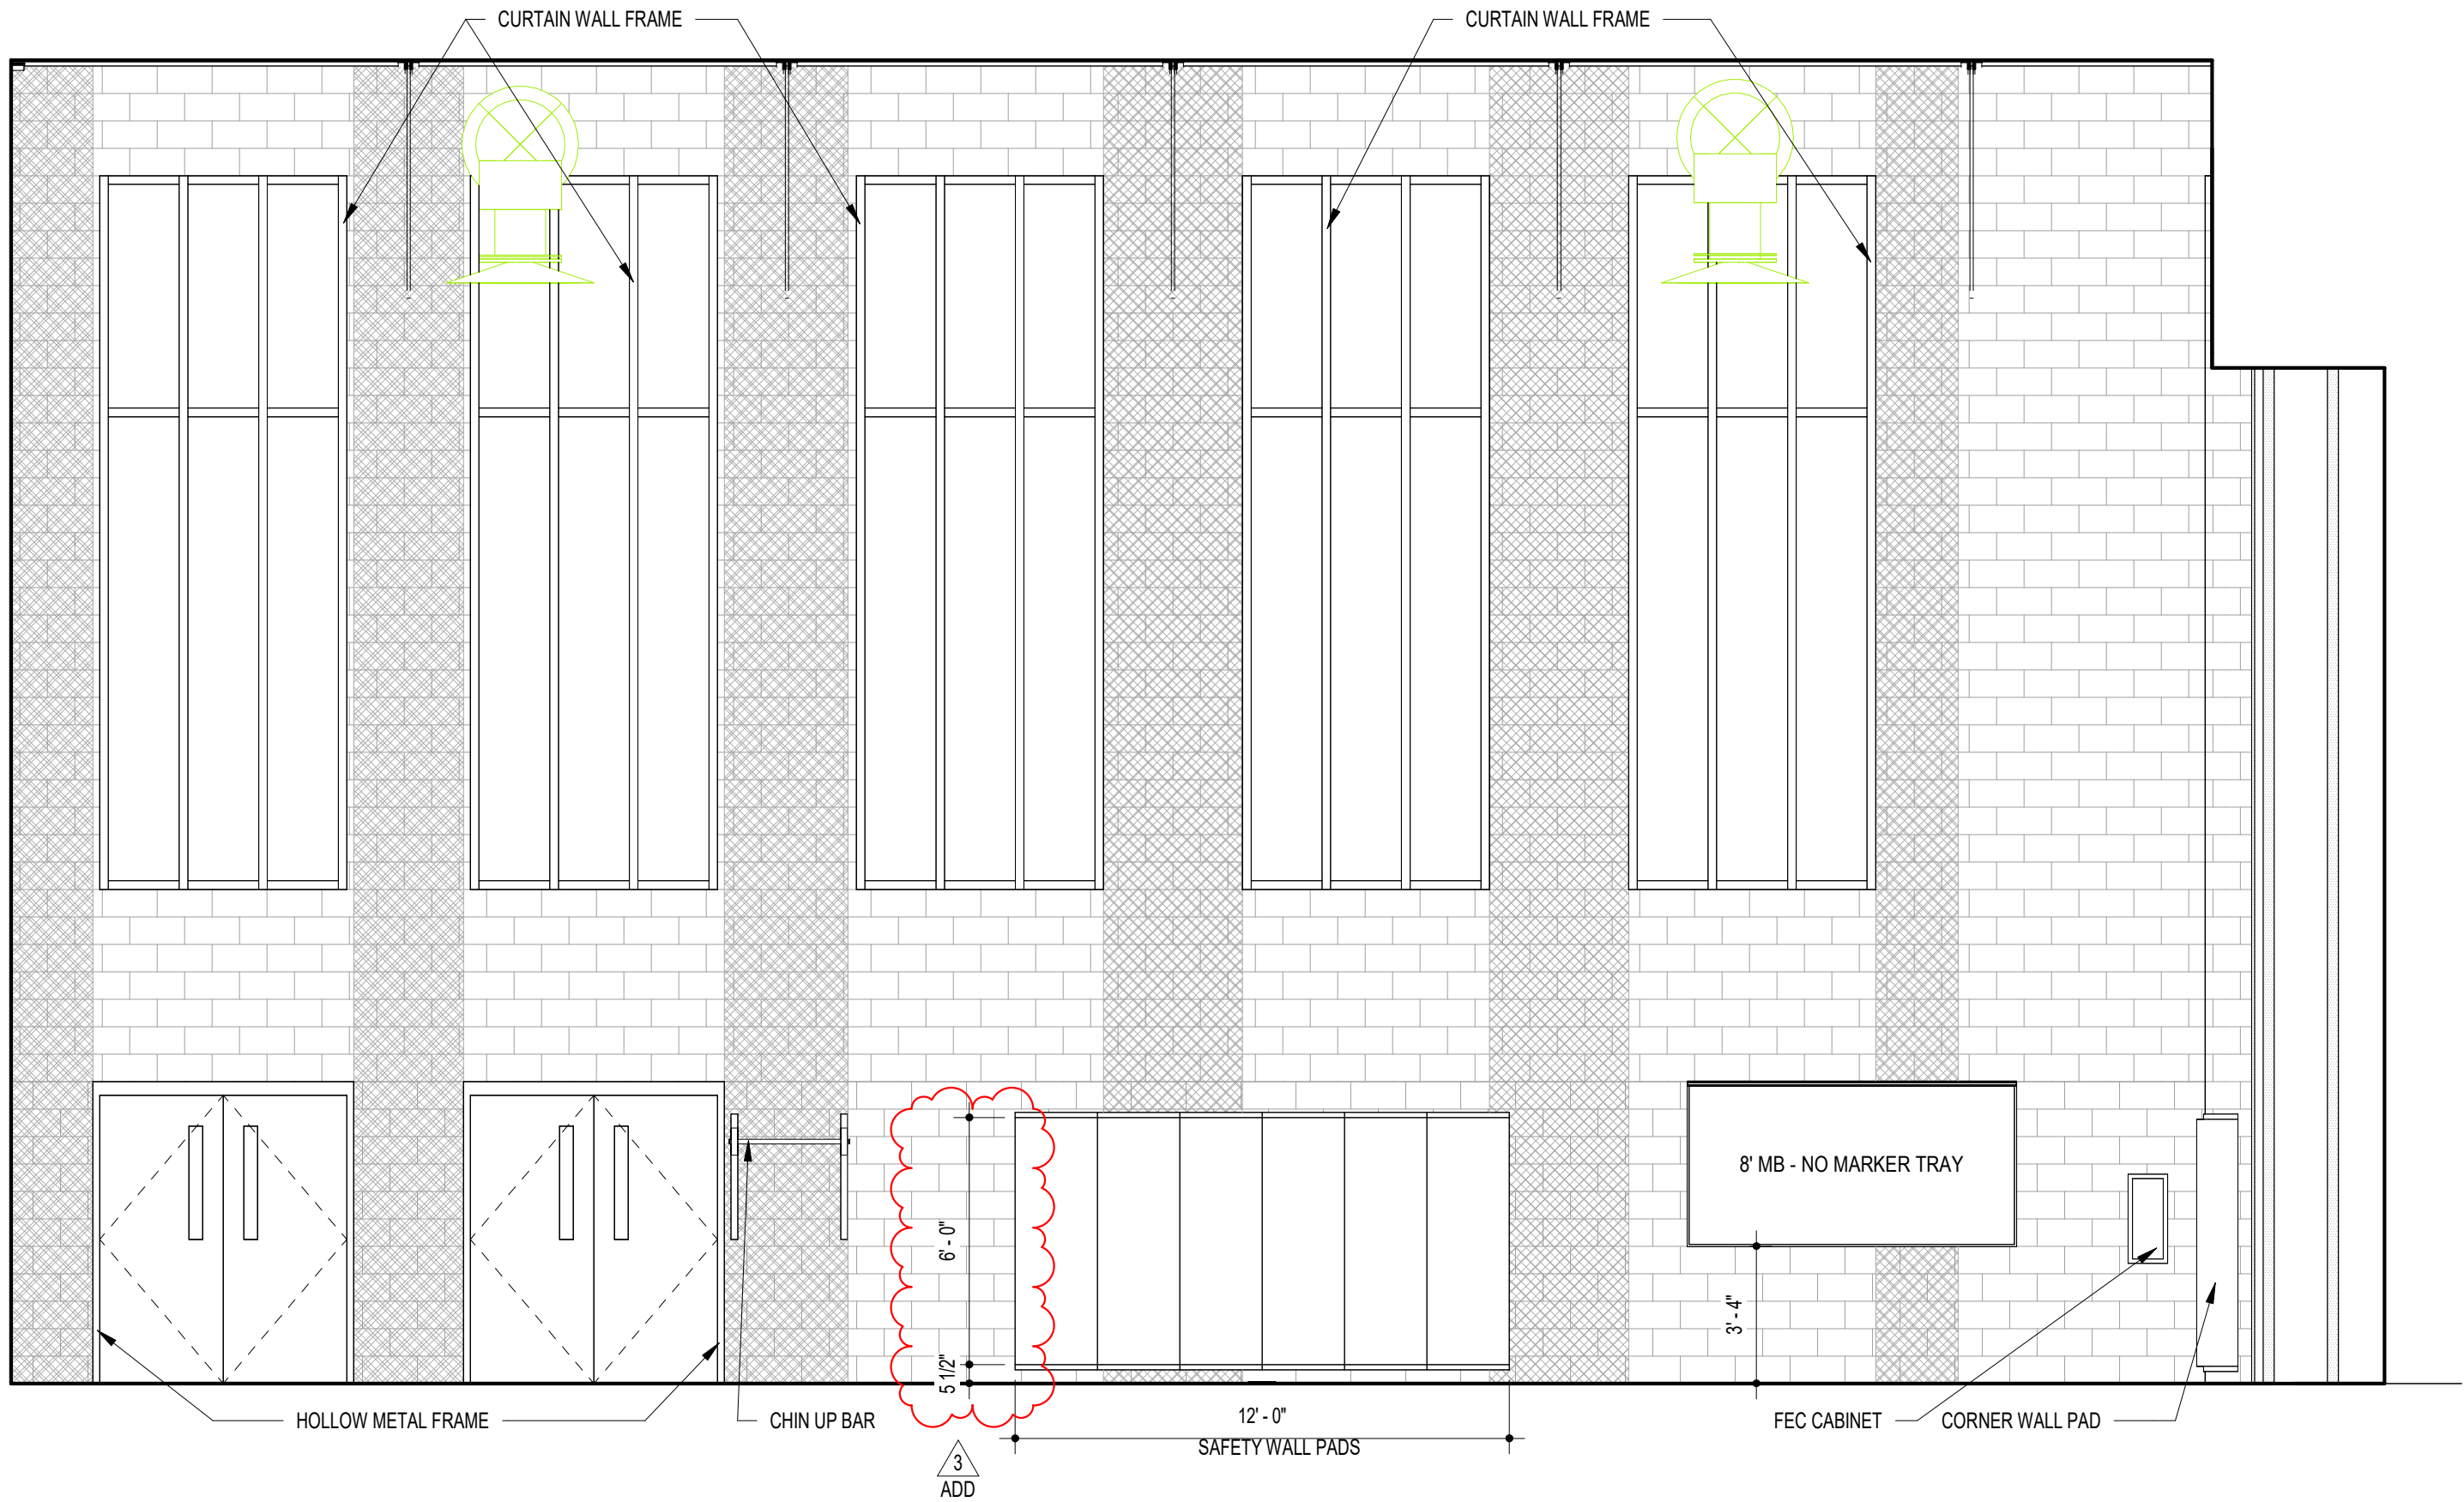 CURTAIN WALL FRAME
CURTAIN WALL FRAME
8' MB - NO MARKER TRAY
6' - 0"
3' - 4"
5 1/2"
HOLLOW METAL FRAME
CHIN UP BAR
12' - 0"
SAFETY WALL PADS
FEC CABINET
CORNER WALL PAD
3
ADD